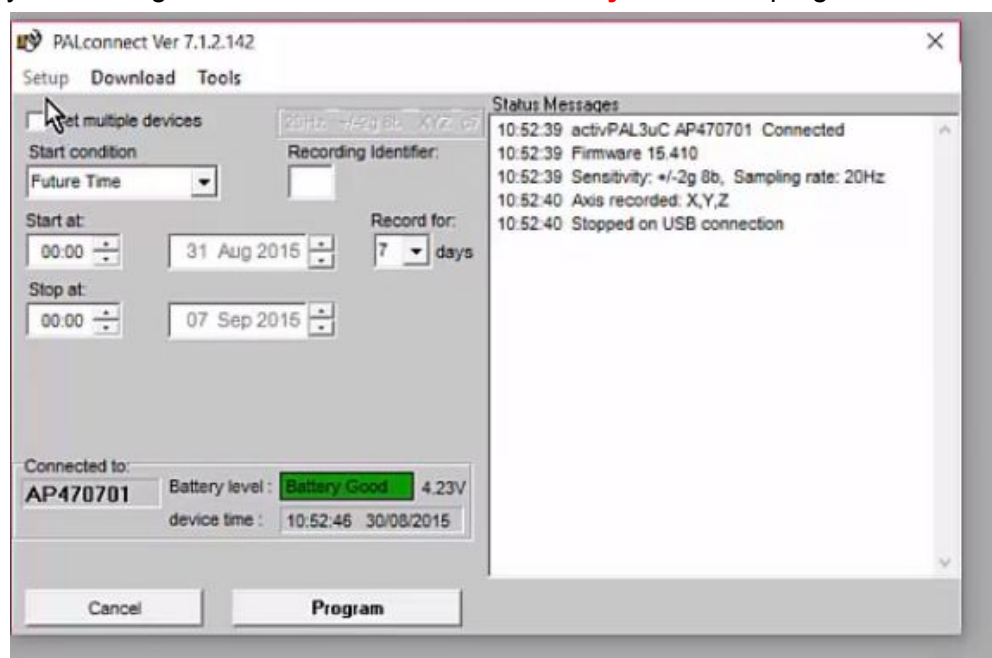 PALconnect Ver 7.1.2.142
Setup Download Tools
et multiple devices
20Hz +/-2g 8b XYZ
Start condition
Recording Identifier:
Future Time
Start at:
Record for:
00:00 31 Aug 2015 7 days
Stop at:
00:00 07 Sep 2015
Connected to:
AP470701
Battery level : Battery Good 4.23V
device time : 10:52:46 30/08/2015
Cancel Program
Status Messages
10:52:39 activPAL3uC AP470701 Connected
10:52:39 Firmware 15.410
10:52:39 Sensitivity: +/-2g 8b, Sampling rate: 20Hz
10:52:40 Axis recorded: X,Y,Z
10:52:40 Stopped on USB connection